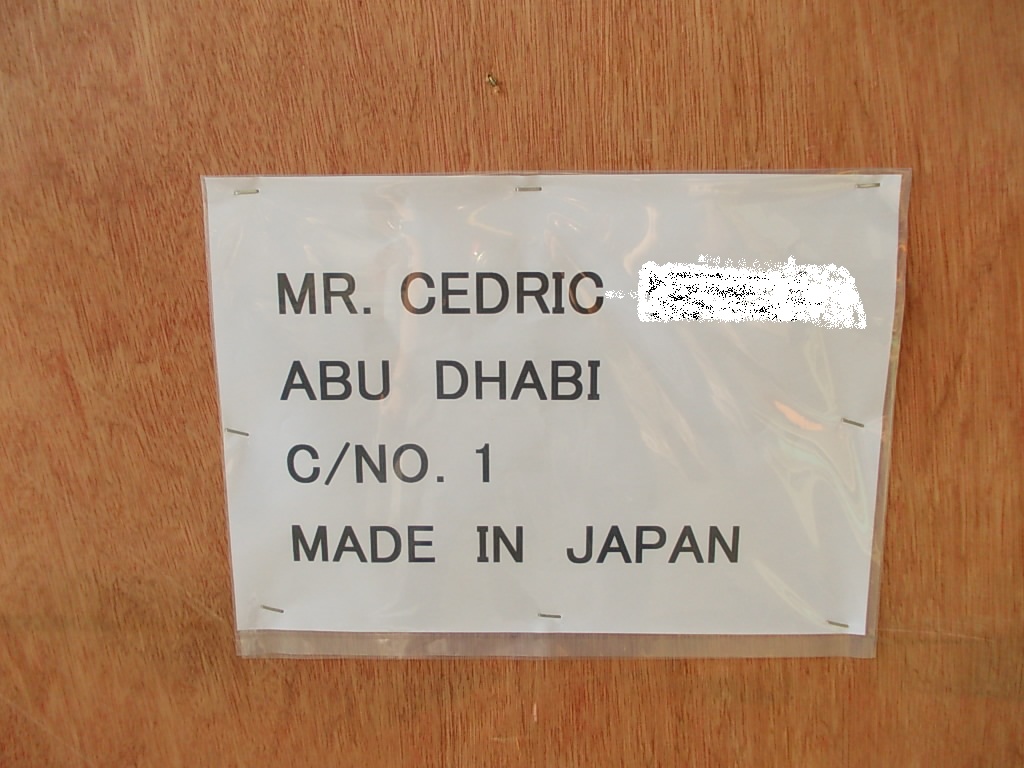 MR. CEDRIC
ABU DHABI
C/NO. 1
MADE IN JAPAN